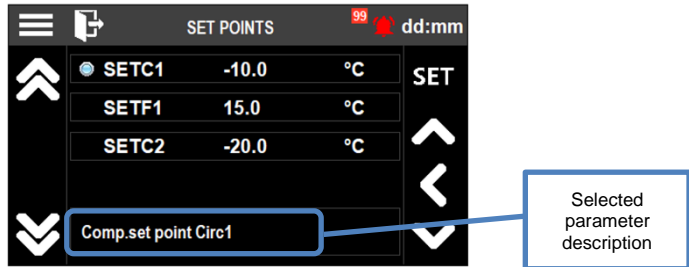 SET POINTS 99 dd:mm
SETC1 -10.0 °C SET
SETF1 15.0 °C
SETC2 -20.0 °C
Comp.set point Circ1
Selected
parameter
description